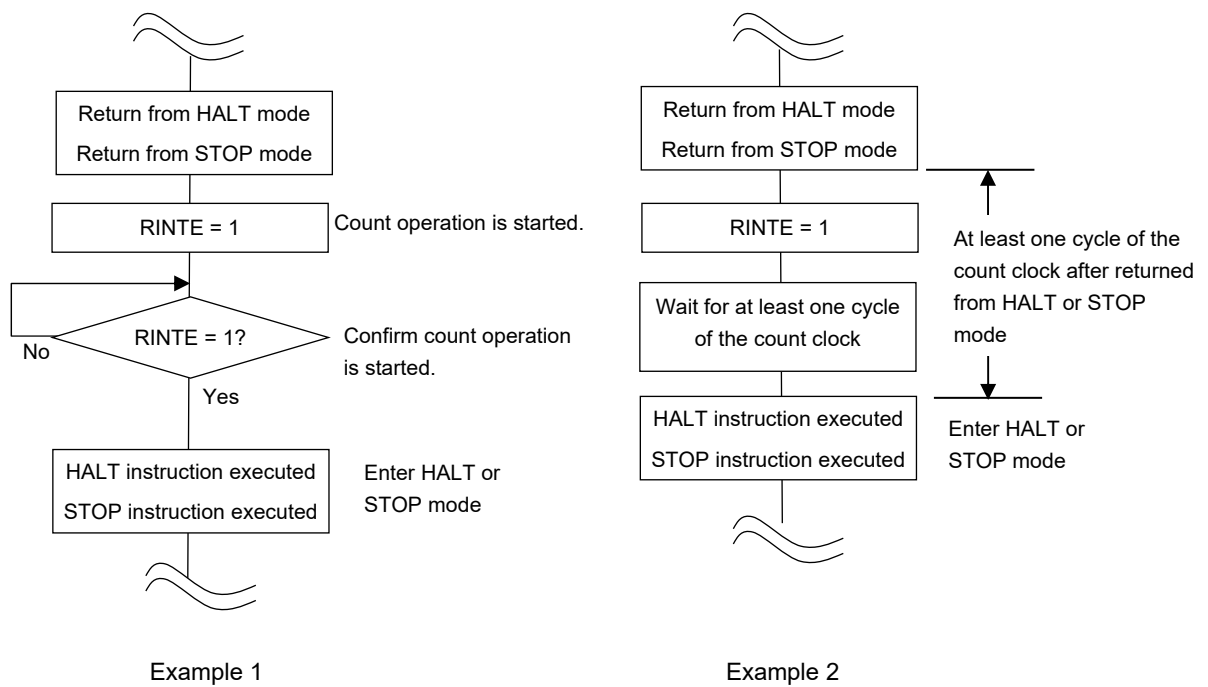 Return from HALT mode
Return from STOP mode
RINTE = 1
Count operation is started.
RINTE = 1?
No
Yes
Confirm count operation
is started.
HALT instruction executed
STOP instruction executed
Enter HALT or
STOP mode
Example 1
Return from HALT mode
Return from STOP mode
RINTE = 1
Wait for at least one cycle
of the count clock
At least one cycle of the
count clock after returned
from HALT or STOP
mode
HALT instruction executed
STOP instruction executed
Enter HALT or
STOP mode
Example 2